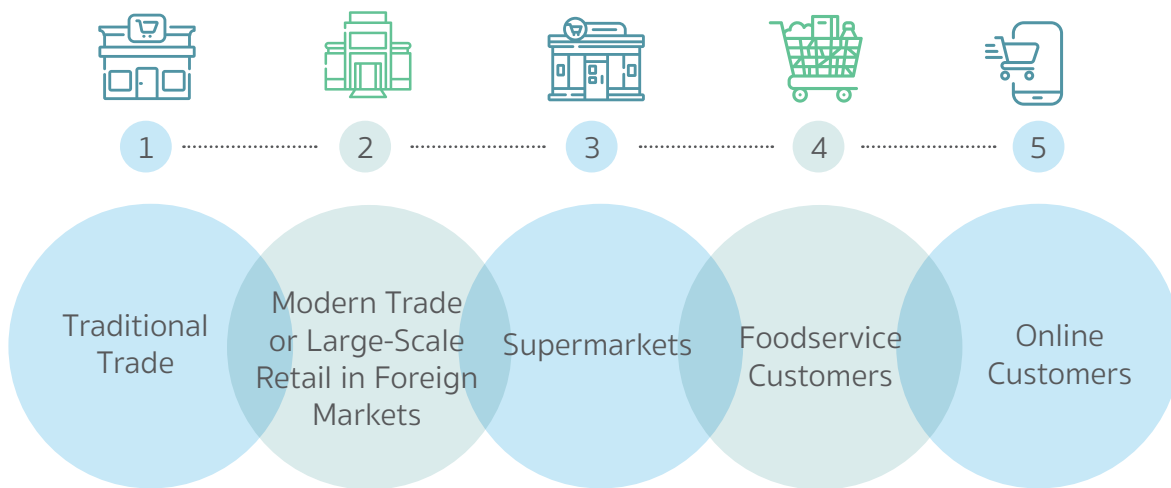 1
2
3
4
5
Traditional
Trade
Modern Trade
or Large-Scale
Retail in Foreign
Markets
Supermarkets
Foodservice
Customers
Online
Customers